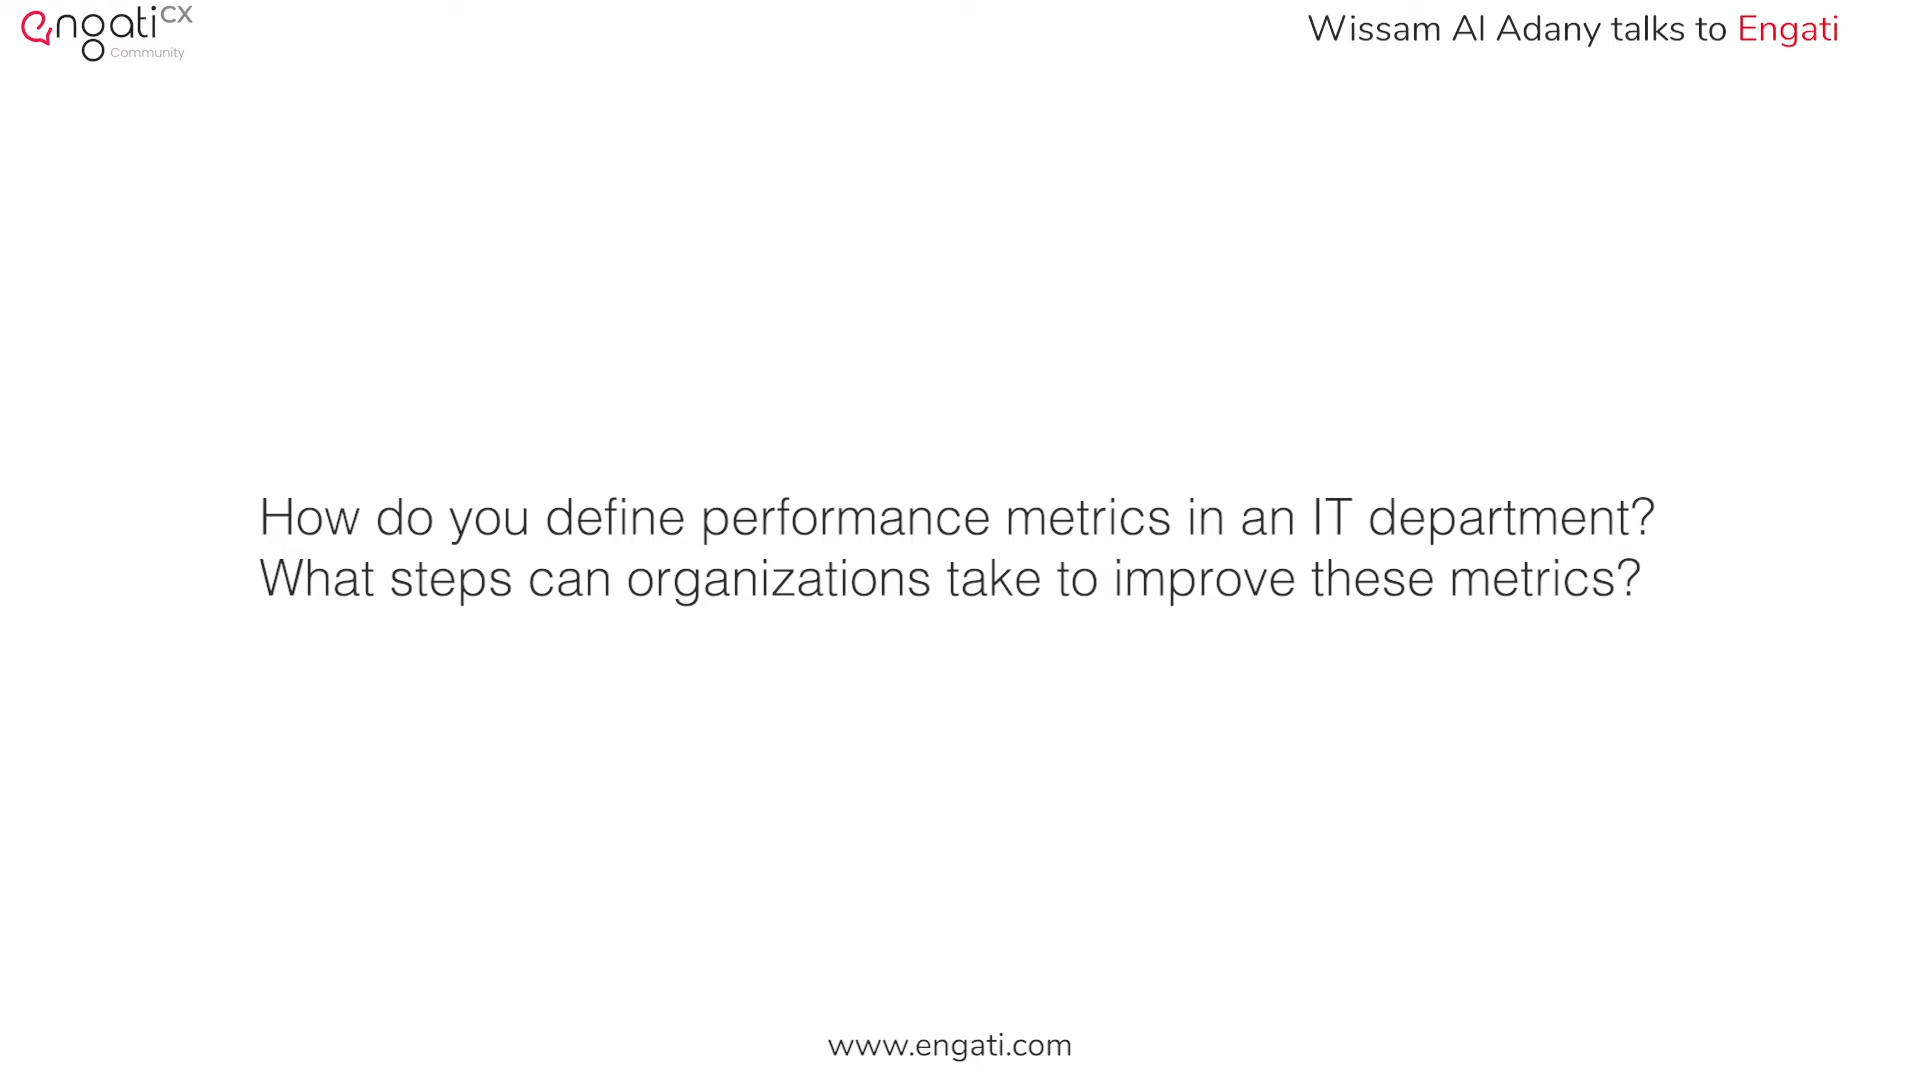 engati CX
Community
Wissam Al Adany talks to Engati
How do you define performance metrics in an IT department?
What steps can organizations take to improve these metrics?
www.engati.com